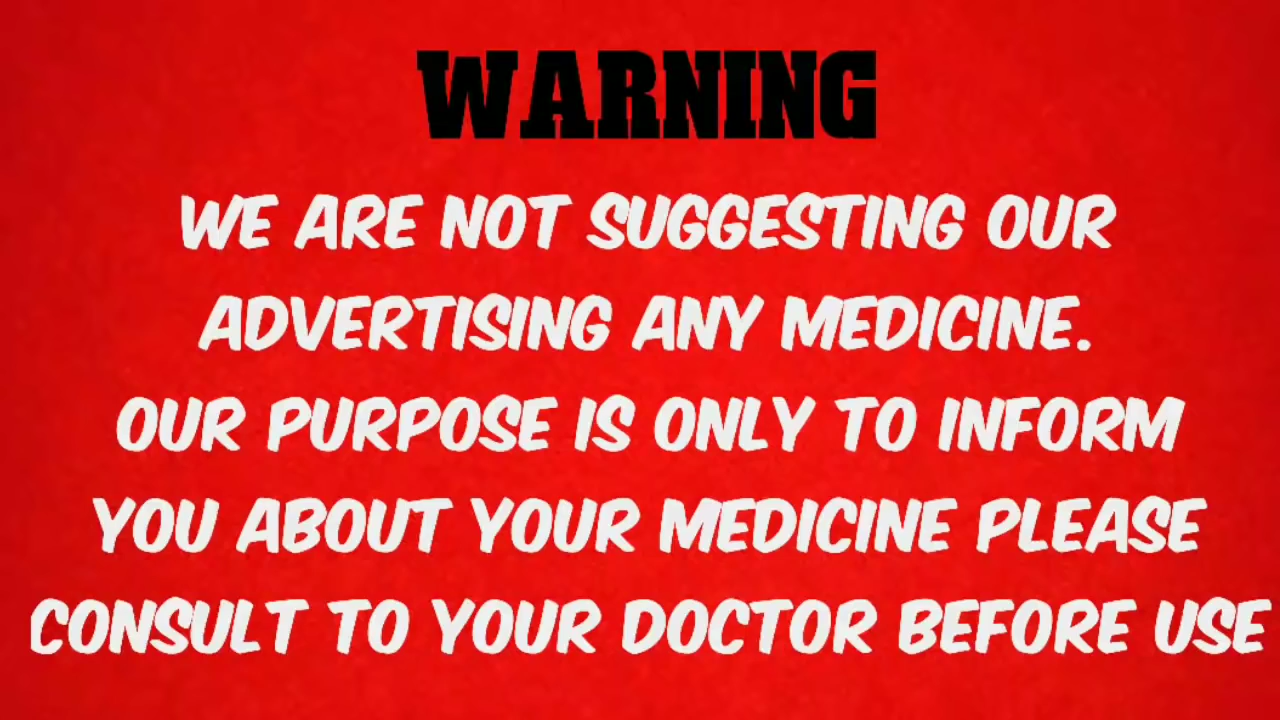 WARNING
WE ARE NOT SUGGESTING OUR
ADVERTISING ANY MEDICINE.
OUR PURPOSE IS ONLY TO INFORM
YOU ABOUT YOUR MEDICINE PLEASE
CONSULT TO YOUR DOCTOR BEFORE USE